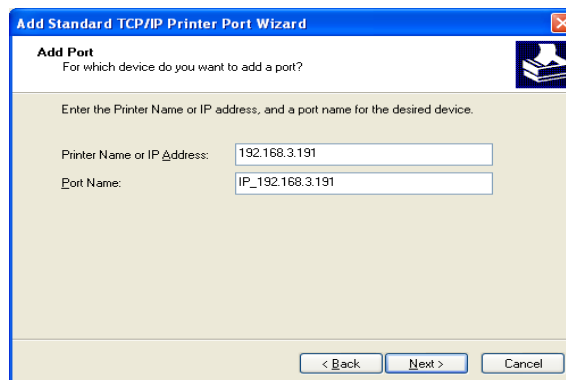 Add Standard TCP/IP Printer Port Wizard
Add Port
For which device do you want to add a port?
Enter the Printer Name or IP address, and a port name for the desired device.
Printer Name or IP Address: 192.168.3.191
Port Name: IP_192.168.3.191
< Back Next > Cancel